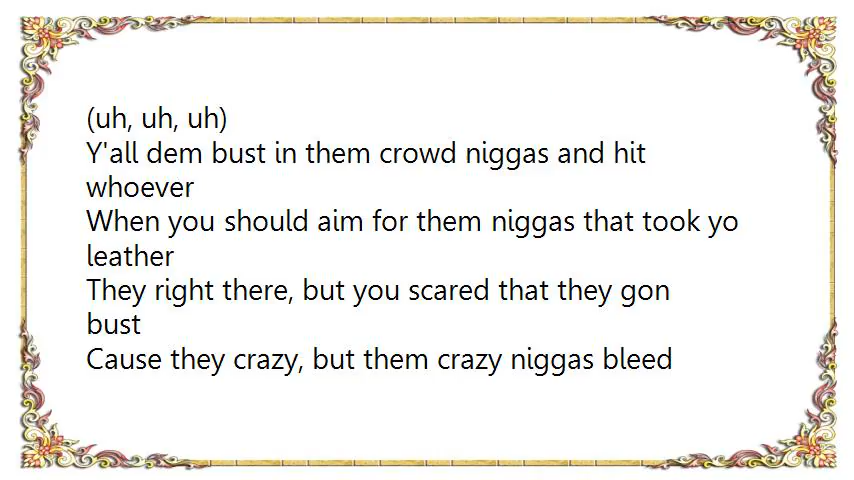 (uh, uh, uh)
Y'all dem bust in them crowd niggas and hit
whoever
When you should aim for them niggas that took yo
leather
They right there, but you scared that they gon
bust
Cause they crazy, but them crazy niggas bleed